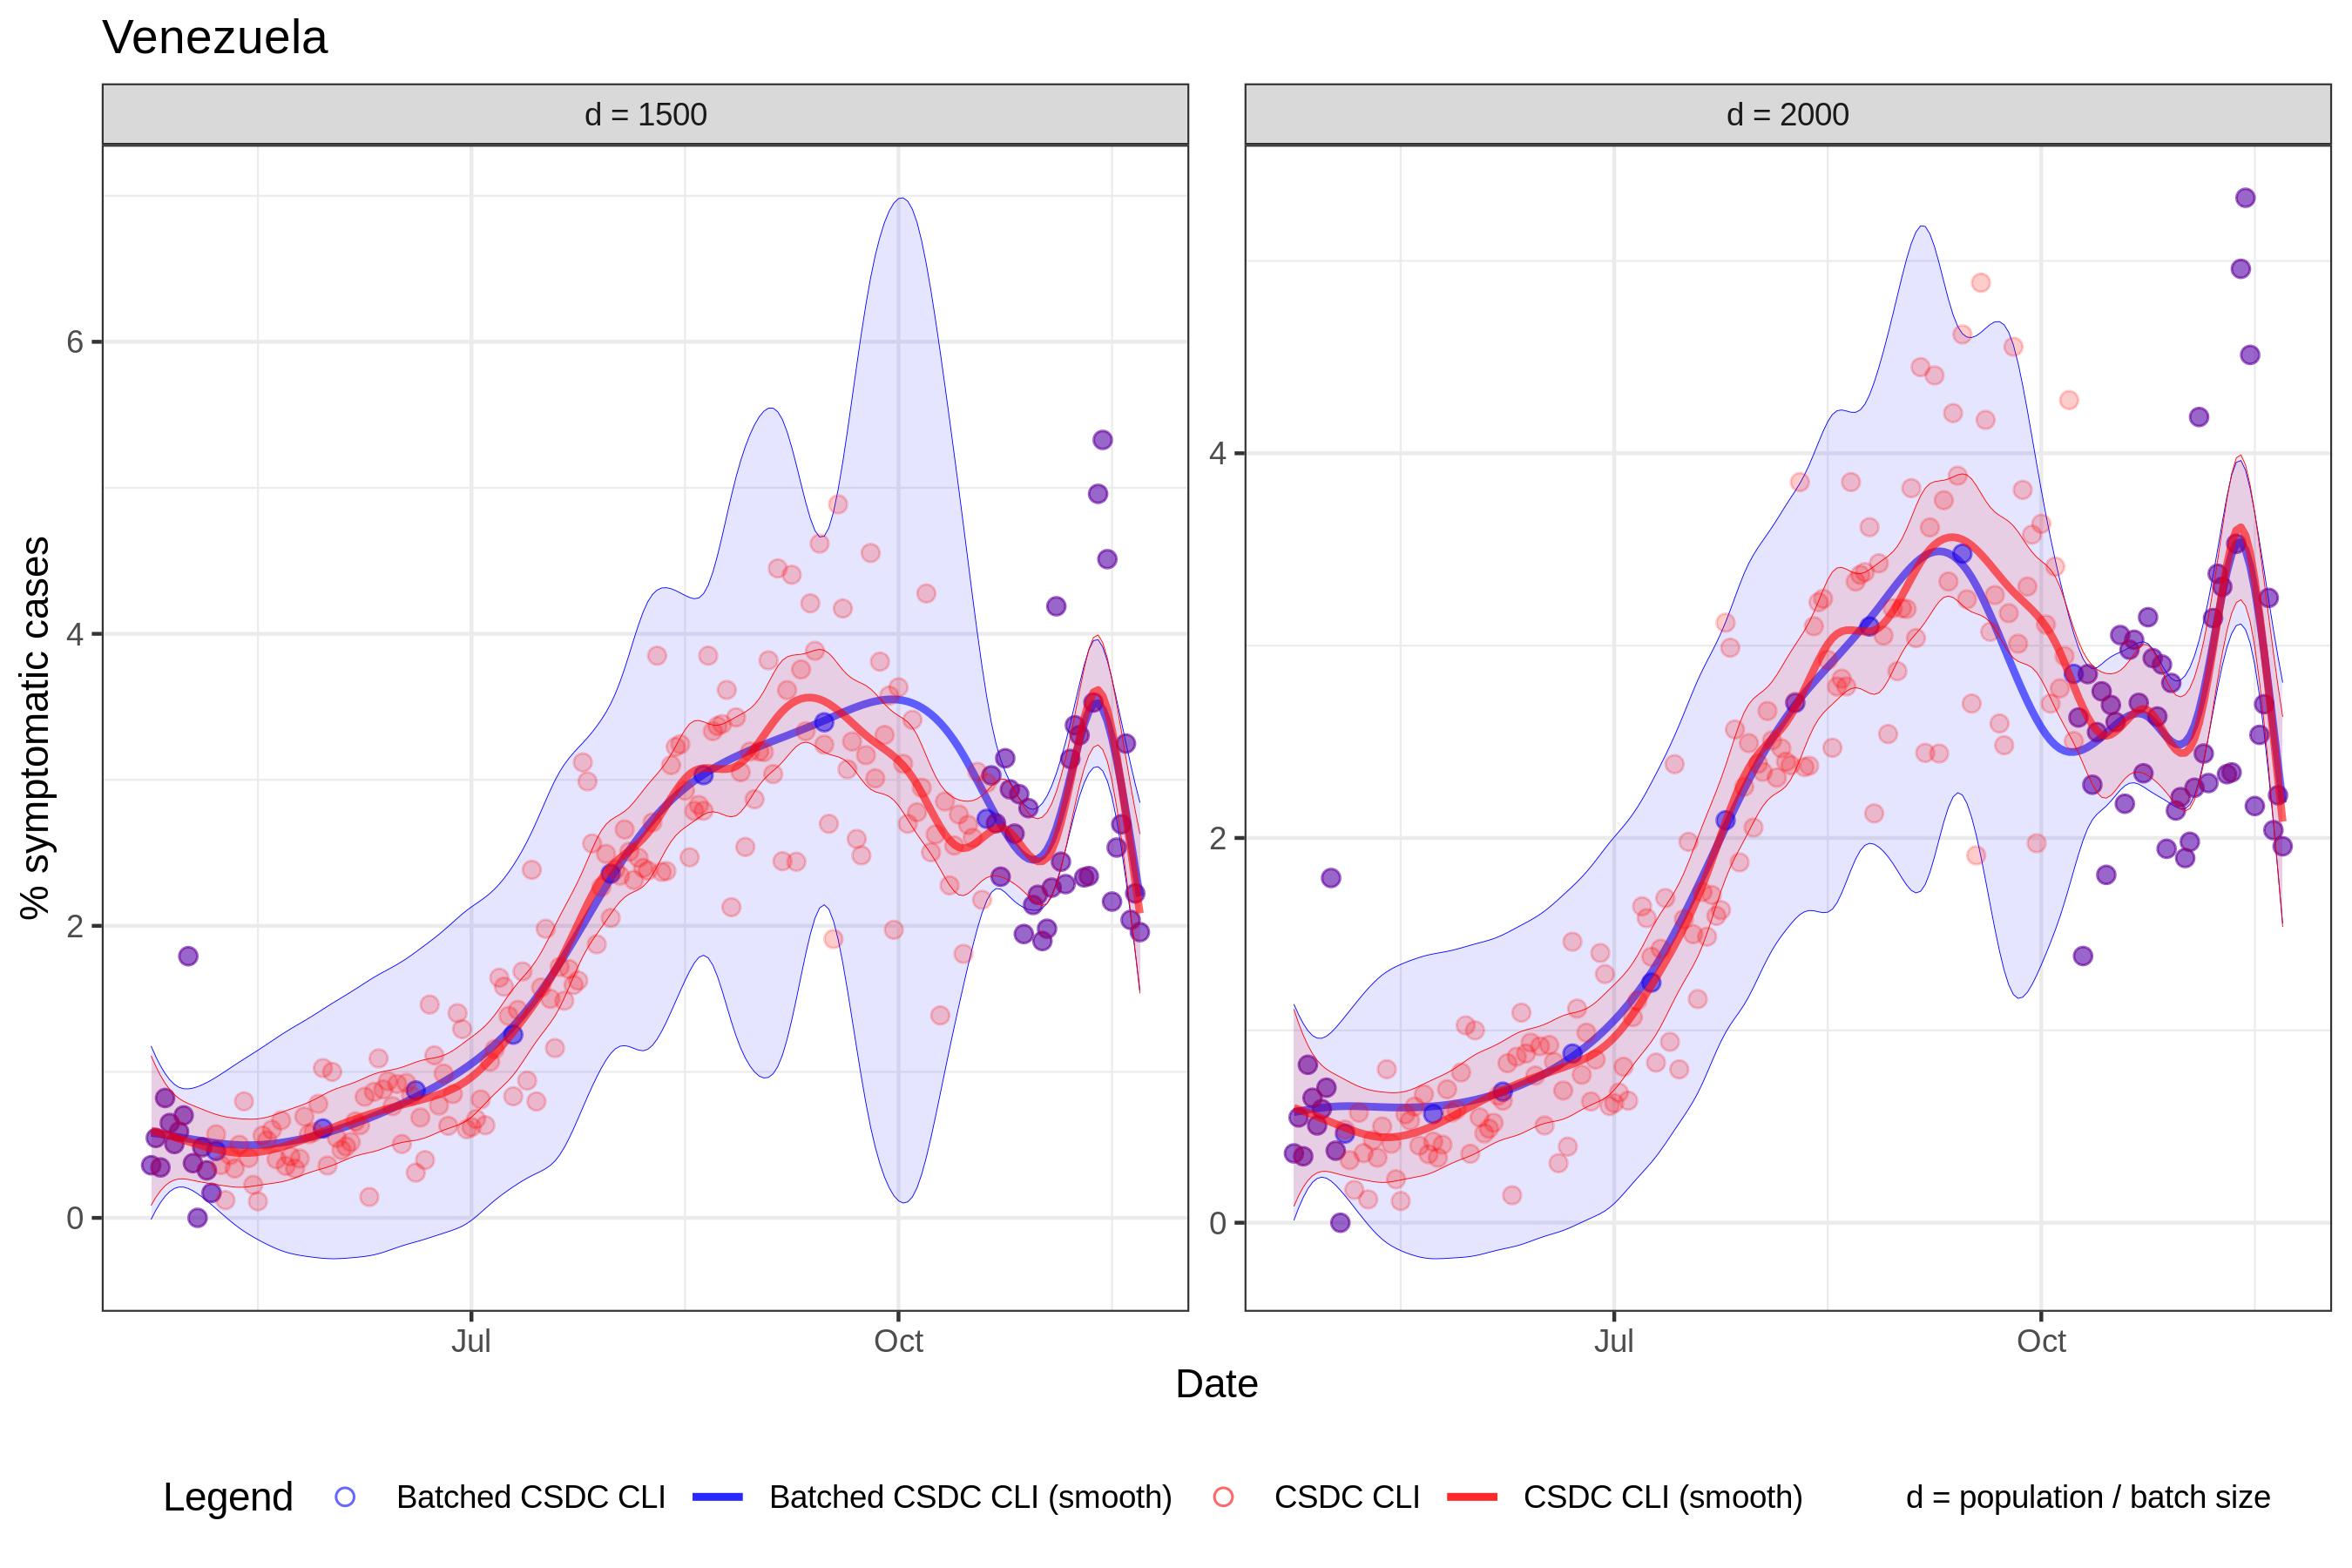 Venezuela
d = 1500
d = 2000
% symptomatic cases
6
4
2
0
4
2
0
Jul
Oct
Jul
Oct
Date
Legend
Batched CSDC CLI
Batched CSDC CLI (smooth)
CSDC CLI
CSDC CLI (smooth)
d = population / batch size